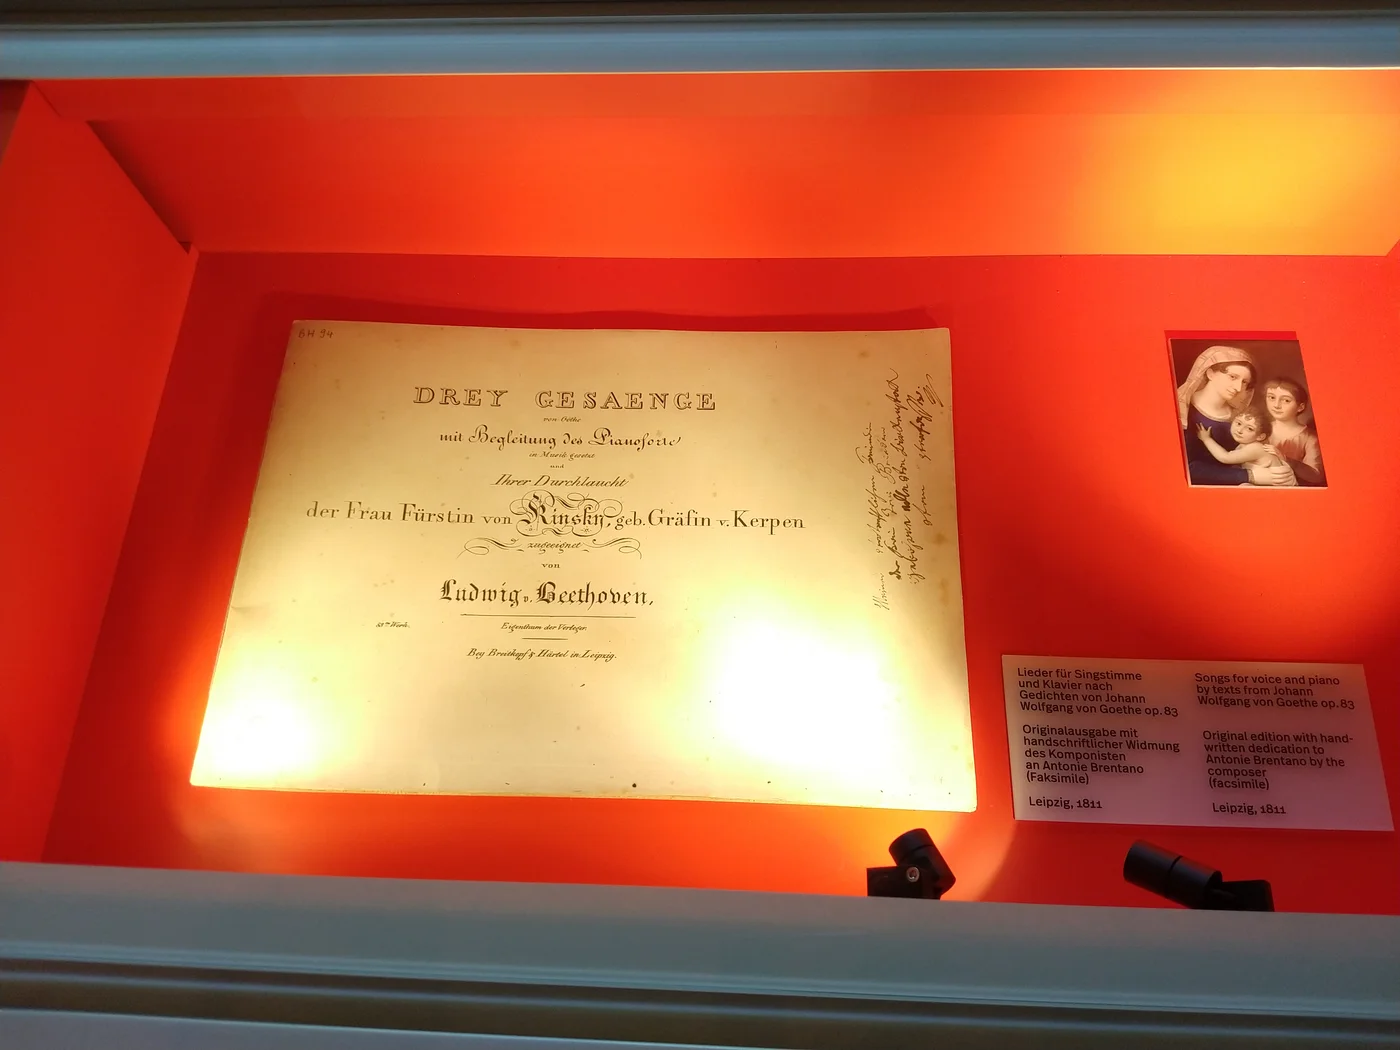 BH 94
DREY GESAENGE
von Göthe
mit Begleitung des Pianoforte
in Musik gesetzt
und
Ihrer Durchlaucht
der Frau Fürstin von Kinsky, geb. Gräfin v. Kerpen
zugeeignet
von
Ludwig v. Beethoven.
83tes Werk.
Eigenthum der Verleger.
Bey Breitkopf & Härtel in Leipzig.
Lieder für Singstimme
und Klavier nach
Gedichten von Johann
Wolfgang von Goethe op. 83
Originalausgabe mit
handschriftlicher Widmung
des Komponisten
an Antonie Brentano
(Faksimile)
Leipzig, 1811
Songs for voice and piano
by texts from Johann
Wolfgang von Goethe op. 83
Original edition with hand-
written dedication to
Antonie Brentano by the
composer
(facsimile)
Leipzig, 1811